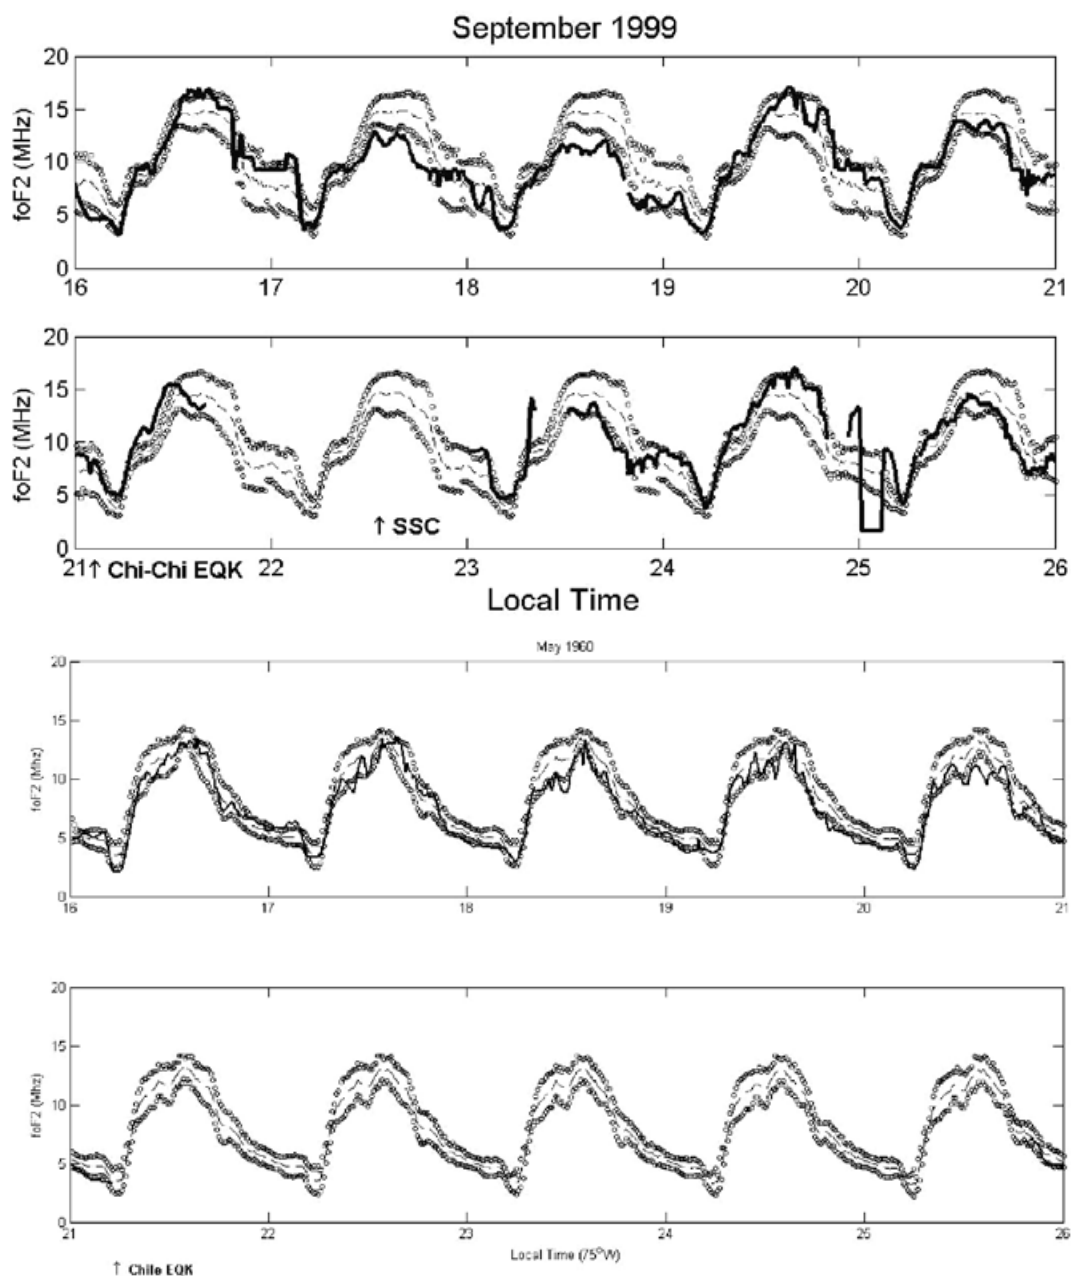 September 1999
20
15
10
5
0
foF2 (MHz)
16 17 18 19 20 21
20
15
10
5
0
foF2 (MHz)
↑ SSC
21 ↑ Chi-Chi EQK 22 23 24 25 26
Local Time
May 1960
20
15
10
5
0
foF2 (Mhz)
16 17 18 19 20 21
20
15
10
5
0
foF2 (Mhz)
21 22 23 24 25 26
Local Time (75°W)
↑ Chile EQK